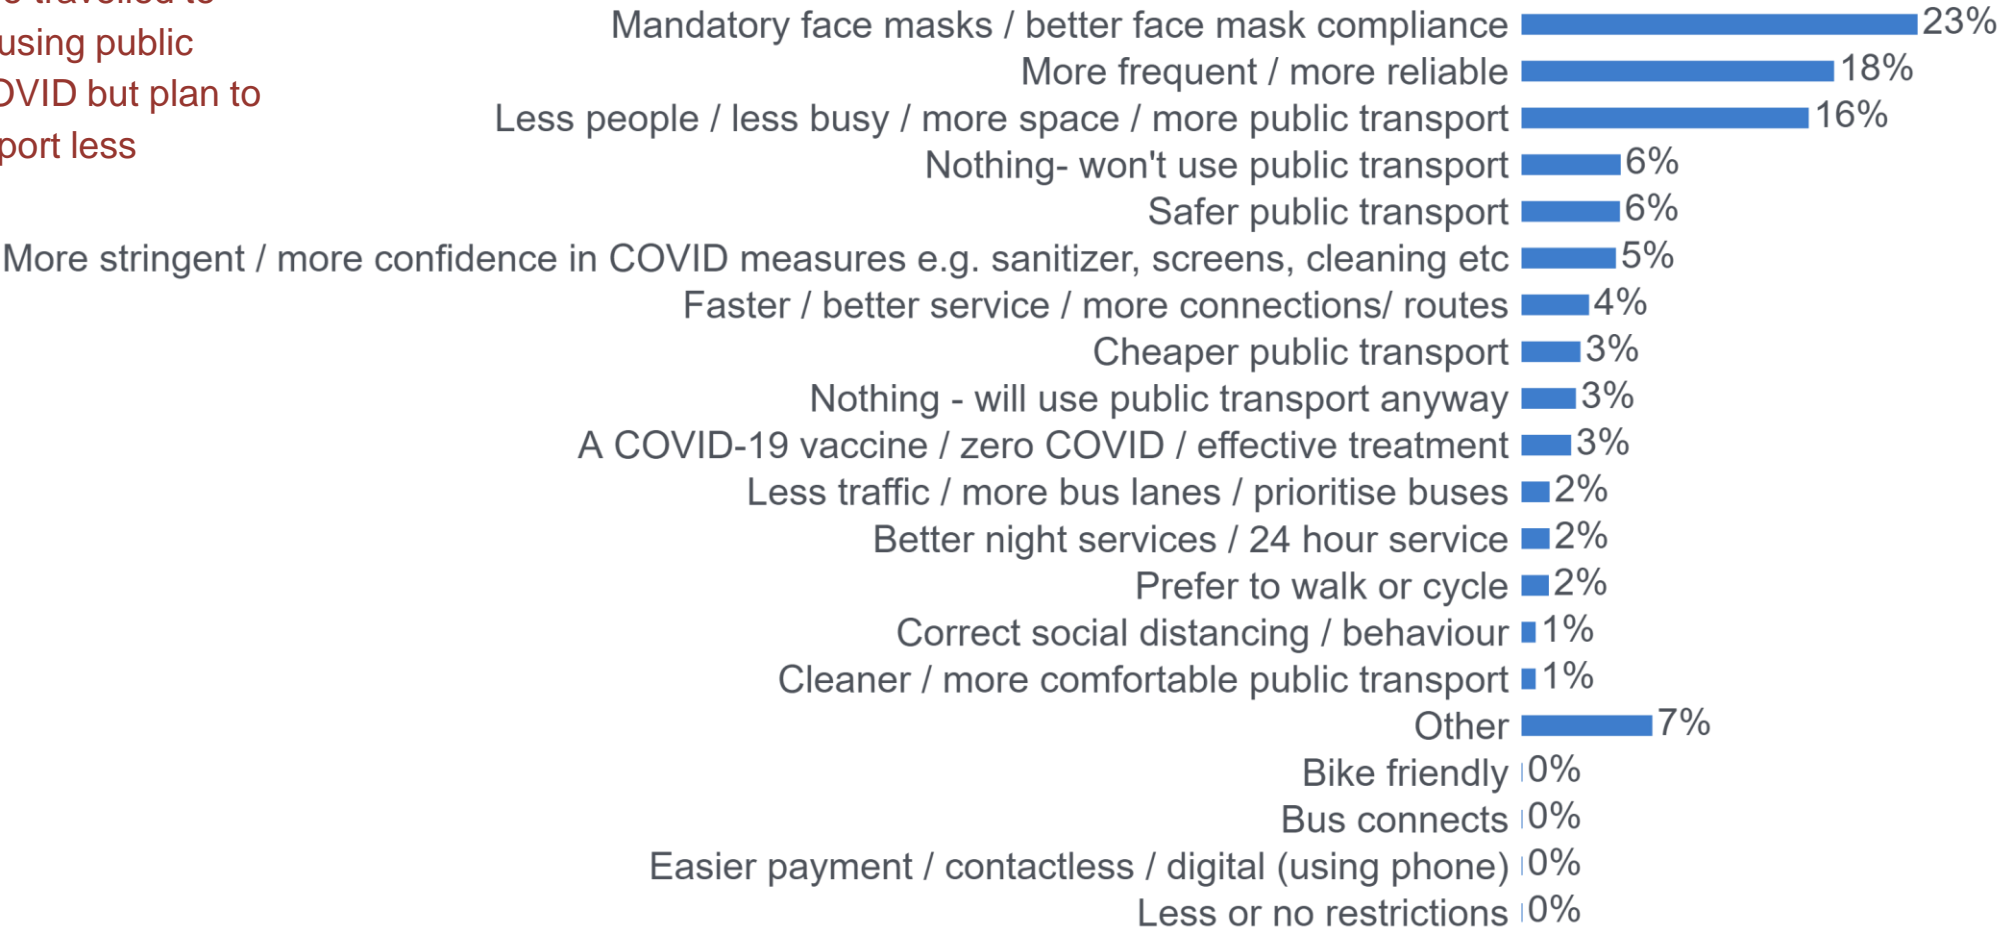 travelled to
using public
OVID but plan to
port less
Mandatory face masks / better face mask compliance 23%
More frequent / more reliable 18%
Less people / less busy / more space / more public transport 16%
Nothing- won't use public transport 6%
Safer public transport 6%
More stringent / more confidence in COVID measures e.g. sanitizer, screens, cleaning etc 5%
Faster / better service / more connections/ routes 4%
Cheaper public transport 3%
Nothing - will use public transport anyway 3%
A COVID-19 vaccine / zero COVID / effective treatment 3%
Less traffic / more bus lanes / prioritise buses 2%
Better night services / 24 hour service 2%
Prefer to walk or cycle 2%
Correct social distancing / behaviour 1%
Cleaner / more comfortable public transport 1%
Other 7%
Bike friendly 0%
Bus connects 0%
Easier payment / contactless / digital (using phone) 0%
Less or no restrictions 0%